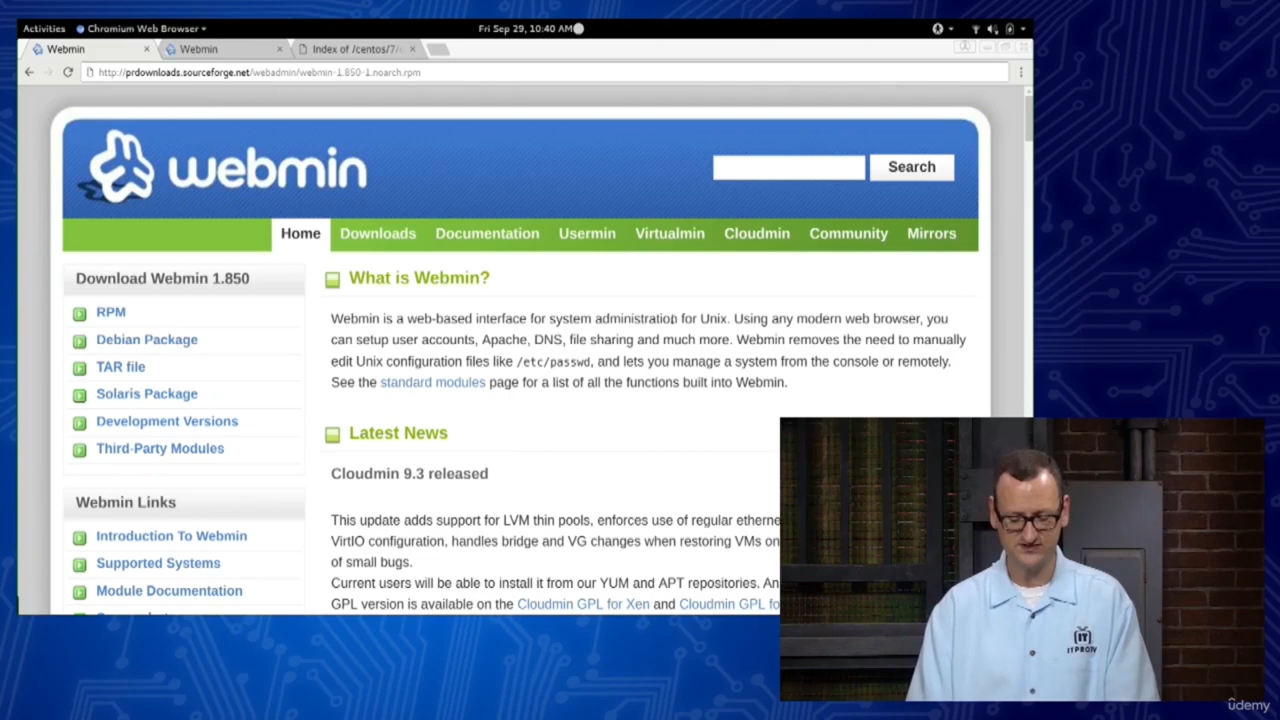 Activities Chromium Web Browser Fri Sep 29, 10:40 AM
Webmin × Webmin × Index of /centos/7/ ×
http://prdownloads.sourceforge.net/webadmin/webmin-1.850-1.noarch.rpm
webmin
Search
Home Downloads Documentation Usermin Virtualmin Cloudmin Community Mirrors
Download Webmin 1.850
RPM
Debian Package
TAR file
Solaris Package
Development Versions
Third-Party Modules
Webmin Links
Introduction To Webmin
Supported Systems
Module Documentation
What is Webmin?
Webmin is a web-based interface for system administration for Unix. Using any modern web browser, you
can setup user accounts, Apache, DNS, file sharing and much more. Webmin removes the need to manually
edit Unix configuration files like /etc/passwd, and lets you manage a system from the console or remotely.
See the standard modules page for a list of all the functions built into Webmin.
Latest News
Cloudmin 9.3 released
This update adds support for LVM thin pools, enforces use of regular etherne
VirtIO configuration, handles bridge and VG changes when restoring VMs on
of small bugs.
Current users will be able to install it from our YUM and APT repositories. An
GPL version is available on the Cloudmin GPL for Xen and Cloudmin GPL fo
IT
ITPROTV
ûdemy